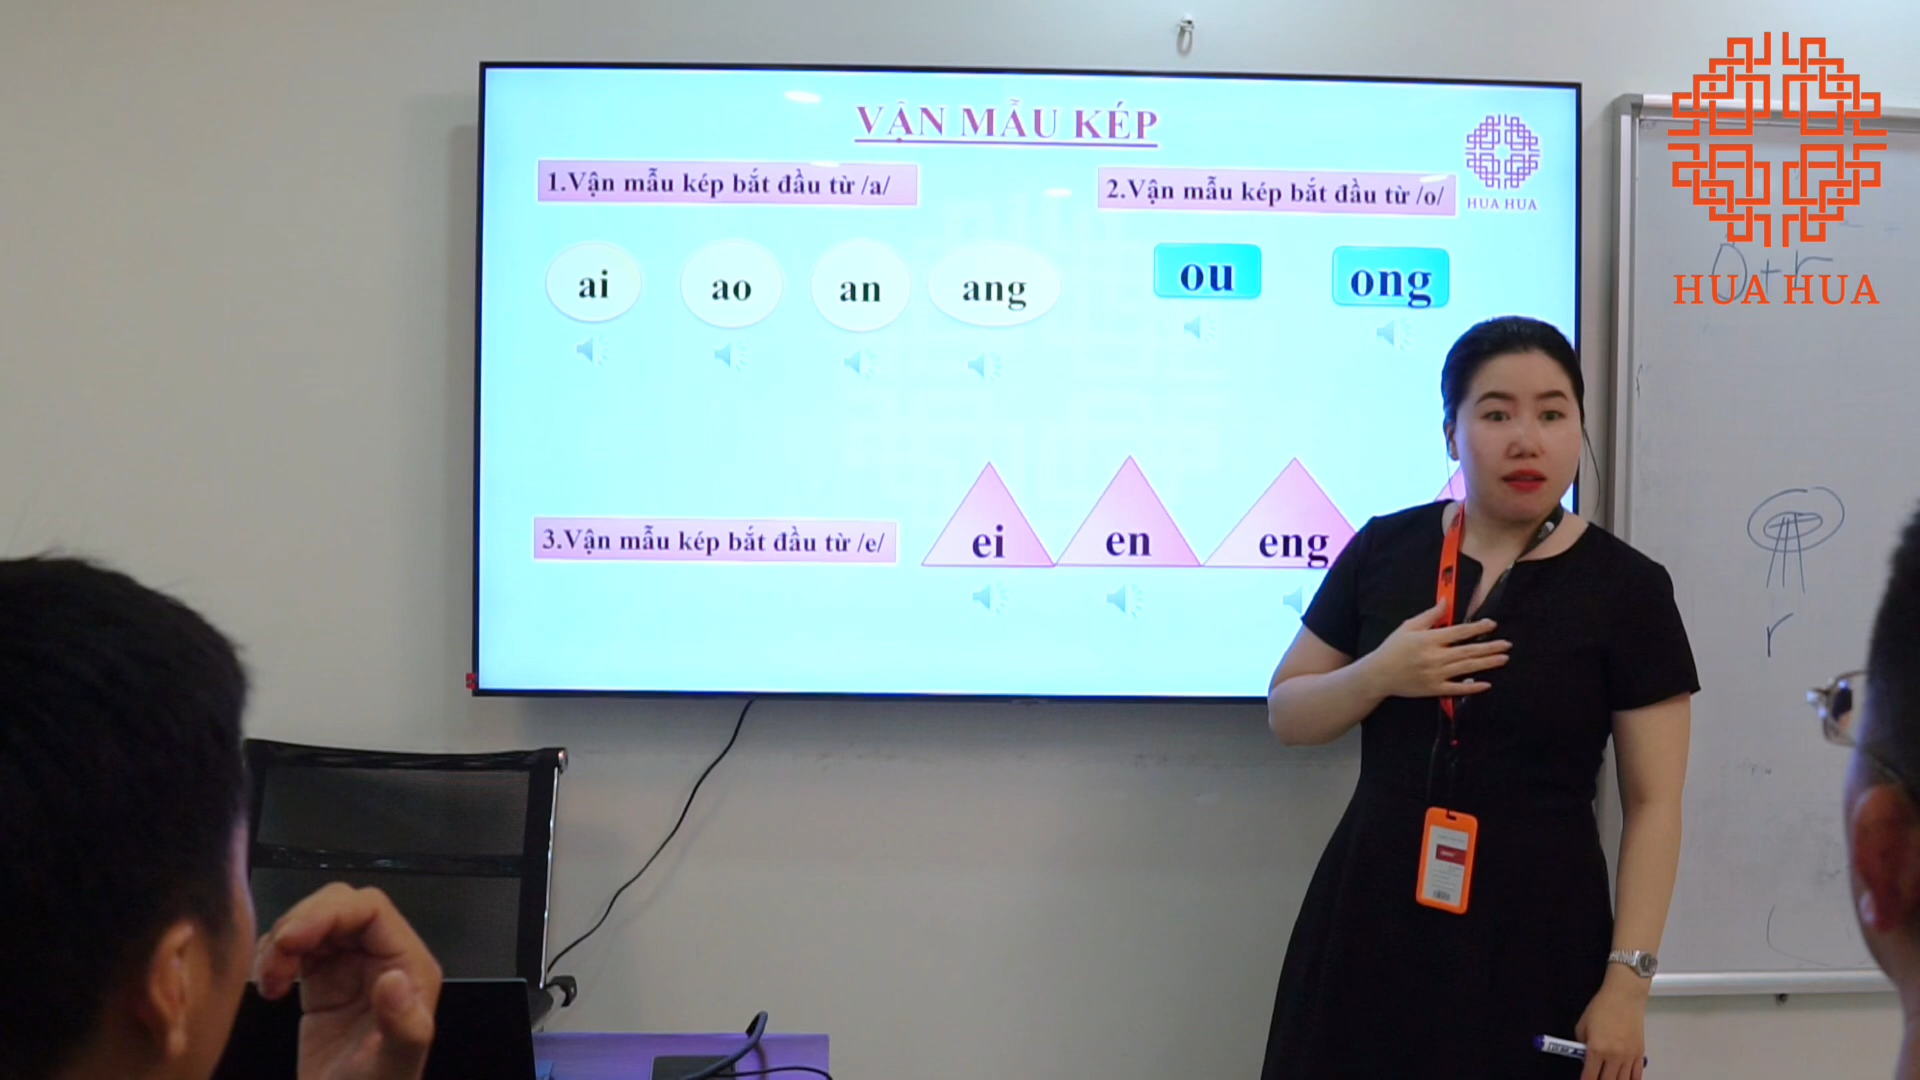 VẬN MẪU KÉP
1.Vận mẫu kép bắt đầu từ /a/
2.Vận mẫu kép bắt đầu từ /o/
HUA HUA
ai ao an ang
ou ong
3.Vận mẫu kép bắt đầu từ /e/
ei en eng
HUA HUA
r